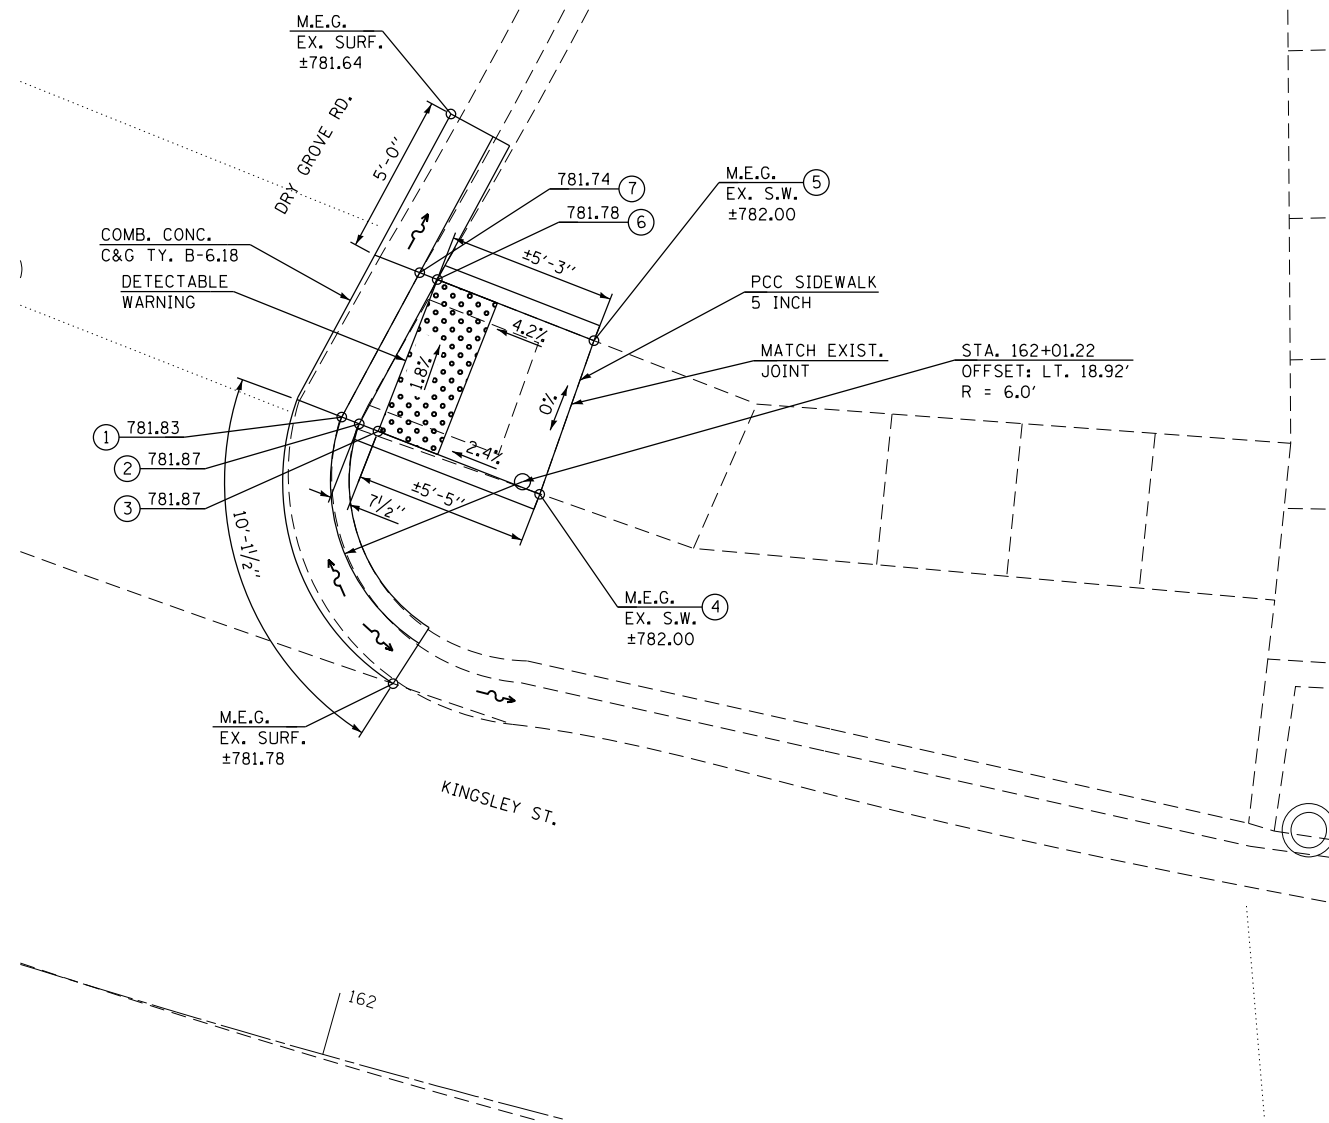 M.E.G.
EX. SURF.
±781.64
DRY GROVE RD.
5'-0"
781.74 7
781.78 6
M.E.G. 5
EX. S.W.
±782.00
COMB. CONC.
C&G TY. B-6.18
DETECTABLE
WARNING
±5'-3"
PCC SIDEWALK
5 INCH
MATCH EXIST.
JOINT
STA. 162+01.22
OFFSET: LT. 18.92'
R = 6.0'
4.2%
1.8%
0%
2.4%
1 781.83
2 781.87
3 781.87
±5'-5"
7½"
10'-1½"
M.E.G. 4
EX. S.W.
±782.00
M.E.G.
EX. SURF.
±781.78
KINGSLEY ST.
162